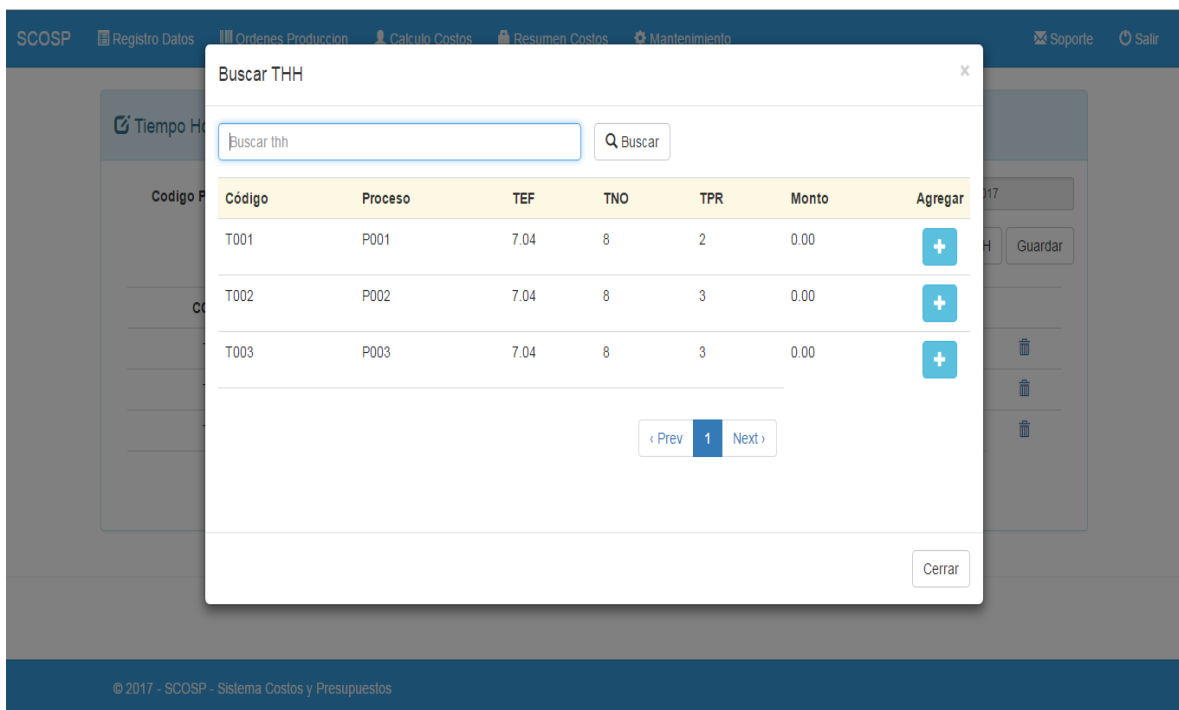 SCOSP Registro Datos Ordenes Produccion Calculo Costos Resumen Costos Mantenimiento Soporte Salir
Buscar THH x
Tiempo
Buscar thh Buscar
Codigo
Código Proceso TEF TNO TPR Monto Agregar
T001 P001 7.04 8 2 0.00 +
Guardar
T002 P002 7.04 8 3 0.00 +
T003 P003 7.04 8 3 0.00 +
‹ Prev 1 Next ›
Cerrar
© 2017 - SCOSP - Sistema Costos y Presupuestos